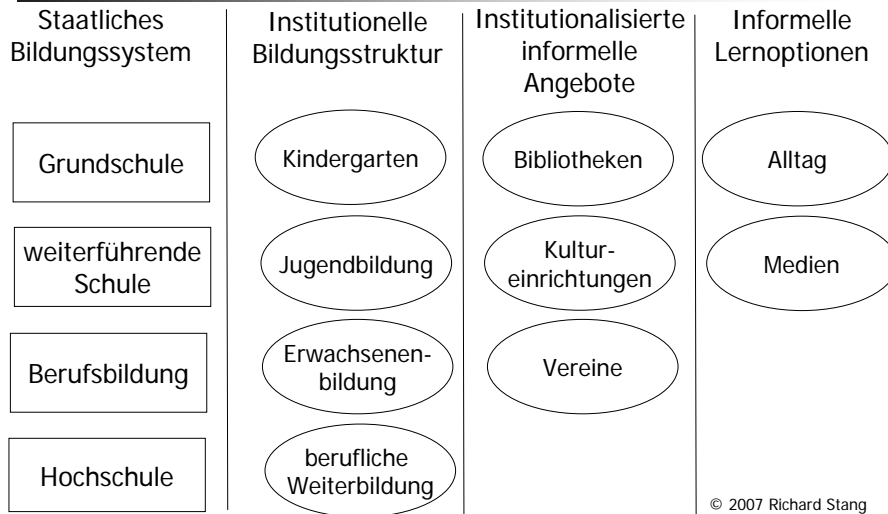 Staatliches
Bildungssystem
Institutionelle
Bildungsstruktur
Institutionalisierte
informelle
Angebote
Informelle
Lernoptionen
Grundschule
Kindergarten
Bibliotheken
Alltag
weiterführende
Schule
Jugendbildung
Kultur-
einrichtungen
Medien
Berufsbildung
Erwachsenen-
bildung
Vereine
Hochschule
berufliche
Weiterbildung
© 2007 Richard Stang